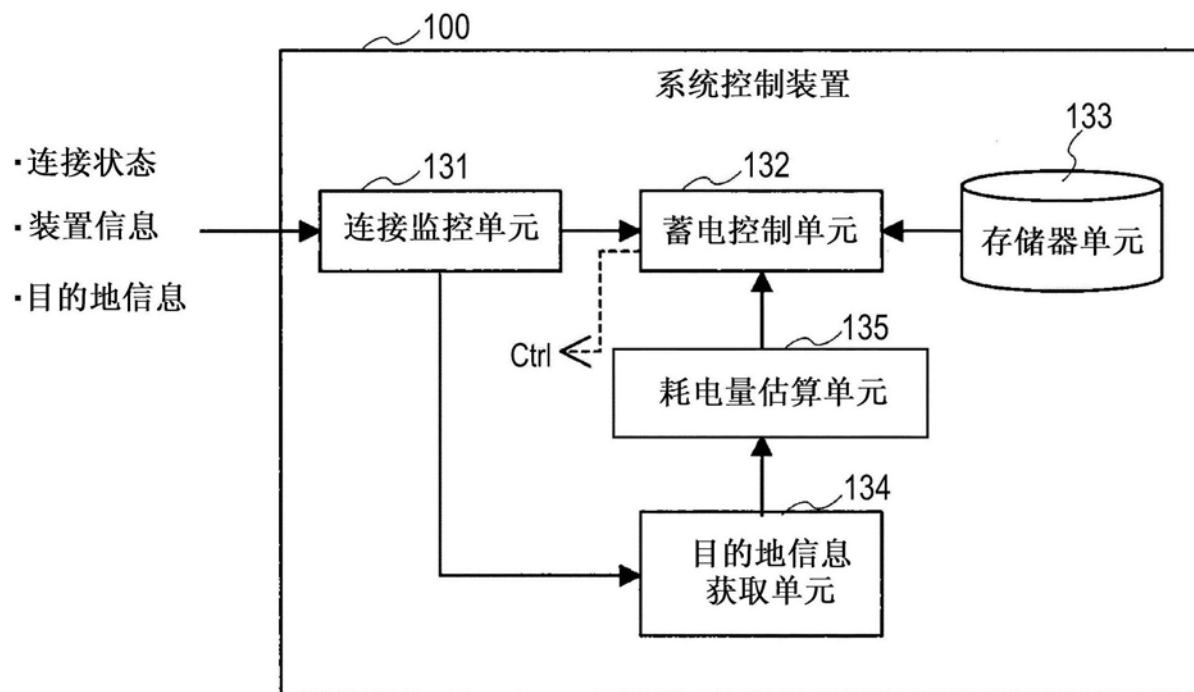 100
系统控制装置
133
·连接状态
131
132
·装置信息
连接监控单元
蓄电控制单元
存储器单元
·目的地信息
135
Ctrl
耗电量估算单元
134
目的地信息
获取单元